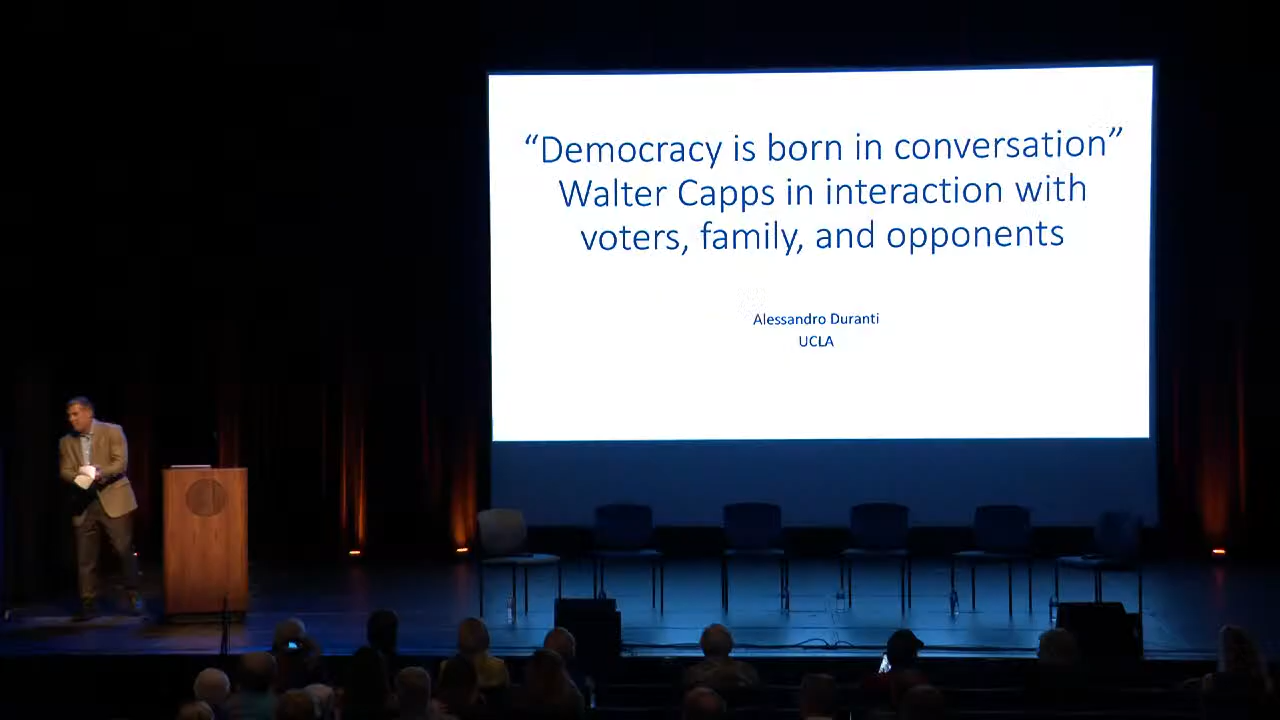 “Democracy is born in conversation”
Walter Capps in interaction with
voters, family, and opponents
Alessandro Duranti
UCLA